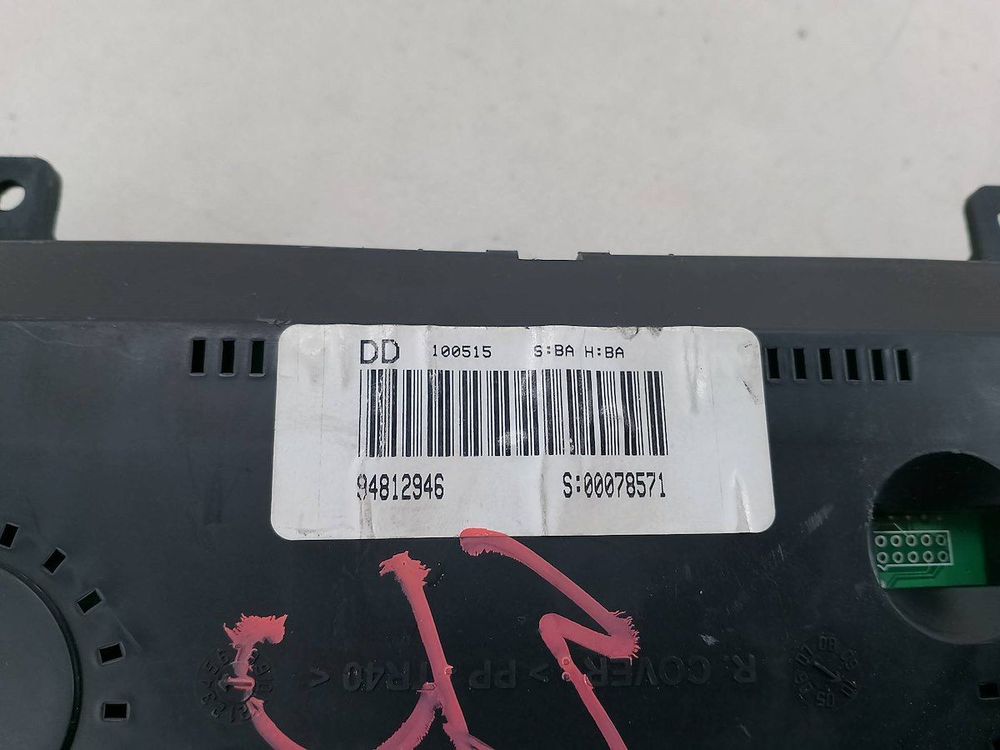 DD 100515 S:BA H:BA
94812946 S:00078571
R. COVER > PP TR40 <